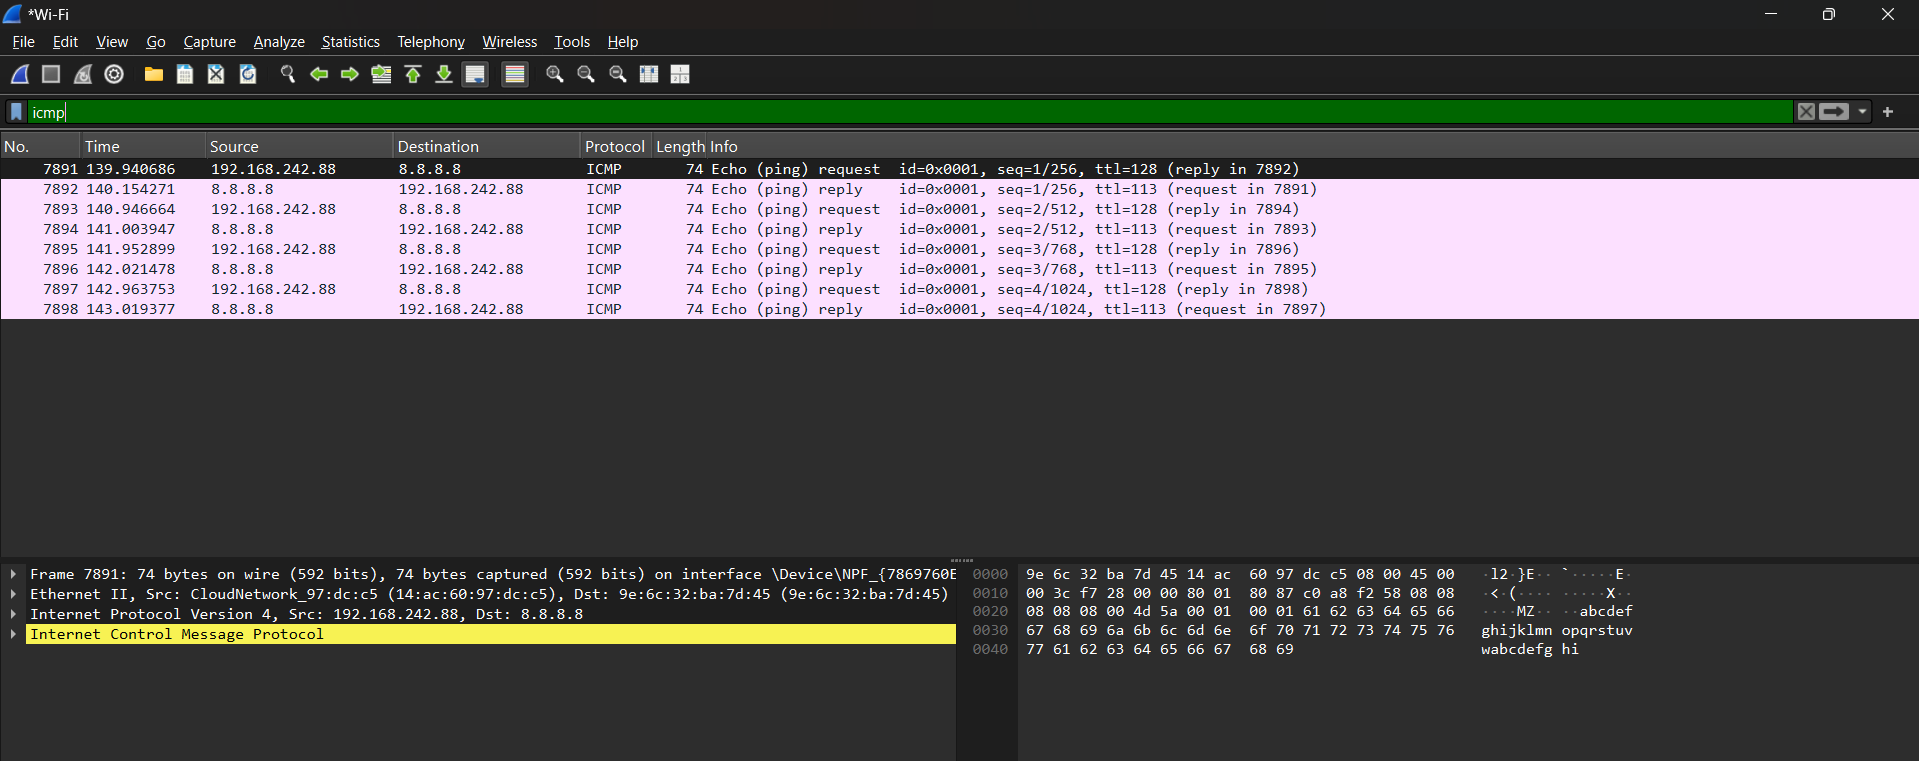 *Wi-Fi
File Edit View Go Capture Analyze Statistics Telephony Wireless Tools Help
icmp
No. Time Source Destination Protocol Length Info
7891 139.940686 192.168.242.88 8.8.8.8 ICMP 74 Echo (ping) request id=0x0001, seq=1/256, ttl=128 (reply in 7892)
7892 140.154271 8.8.8.8 192.168.242.88 ICMP 74 Echo (ping) reply id=0x0001, seq=1/256, ttl=113 (request in 7891)
7893 140.946664 192.168.242.88 8.8.8.8 ICMP 74 Echo (ping) request id=0x0001, seq=2/512, ttl=128 (reply in 7894)
7894 141.003947 8.8.8.8 192.168.242.88 ICMP 74 Echo (ping) reply id=0x0001, seq=2/512, ttl=113 (request in 7893)
7895 141.952899 192.168.242.88 8.8.8.8 ICMP 74 Echo (ping) request id=0x0001, seq=3/768, ttl=128 (reply in 7896)
7896 142.021478 8.8.8.8 192.168.242.88 ICMP 74 Echo (ping) reply id=0x0001, seq=3/768, ttl=113 (request in 7895)
7897 142.963753 192.168.242.88 8.8.8.8 ICMP 74 Echo (ping) request id=0x0001, seq=4/1024, ttl=128 (reply in 7898)
7898 143.019377 8.8.8.8 192.168.242.88 ICMP 74 Echo (ping) reply id=0x0001, seq=4/1024, ttl=113 (request in 7897)
Frame 7891: 74 bytes on wire (592 bits), 74 bytes captured (592 bits) on interface \Device\NPF_{7869760E
Ethernet II, Src: CloudNetwork_97:dc:c5 (14:ac:60:97:dc:c5), Dst: 9e:6c:32:ba:7d:45 (9e:6c:32:ba:7d:45)
Internet Protocol Version 4, Src: 192.168.242.88, Dst: 8.8.8.8
Internet Control Message Protocol
0000 9e 6c 32 ba 7d 45 14 ac 60 97 dc c5 08 00 45 00 ·l2·}E·· `·····E·
0010 00 3c f7 28 00 00 80 01 80 87 c0 a8 f2 58 08 08 ·<·(···· ·····X··
0020 08 08 08 00 4d 5a 00 01 00 01 61 62 63 64 65 66 ····MZ·· ··abcdef
0030 67 68 69 6a 6b 6c 6d 6e 6f 70 71 72 73 74 75 76 ghijklmn opqrstuv
0040 77 61 62 63 64 65 66 67 68 69 wabcdefg hi